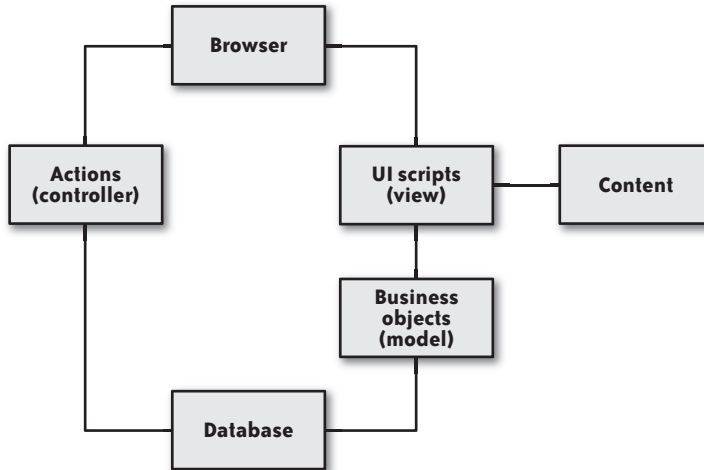 Browser
Actions
(controller)
UI scripts
(view)
Content
Business
objects
(model)
Database